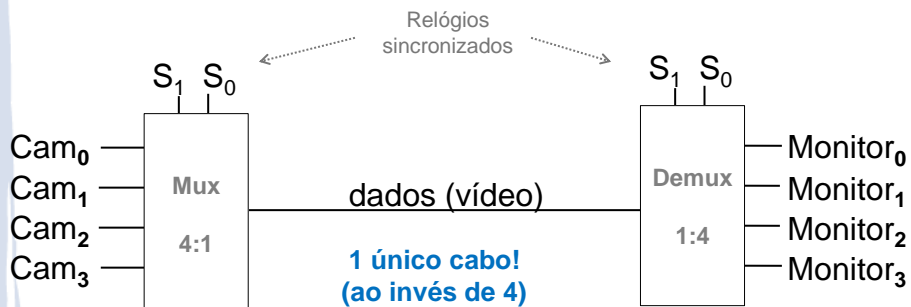 Relógios
sincronizados
S₁ S₀
S₁ S₀
Cam₀
Cam₁
Cam₂
Cam₃
Mux
4:1
dados (vídeo)
1 único cabo!
(ao invés de 4)
Demux
1:4
Monitor₀
Monitor₁
Monitor₂
Monitor₃